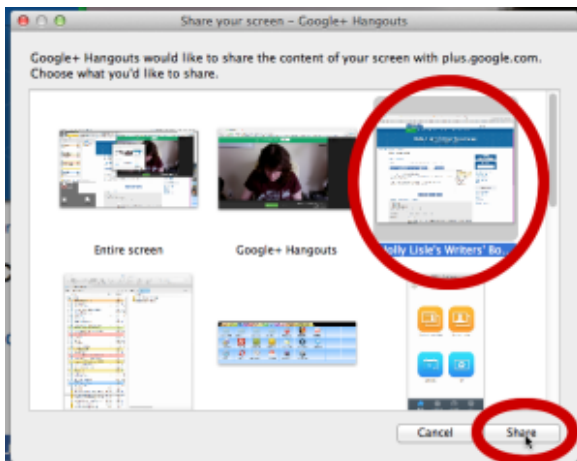 Share your screen – Google+ Hangouts
Google+ Hangouts would like to share the content of your screen with plus.google.com.
Choose what you'd like to share.
Entire screen
Google+ Hangouts
Holly Lisle's Writers' Bo...
Cancel
Share